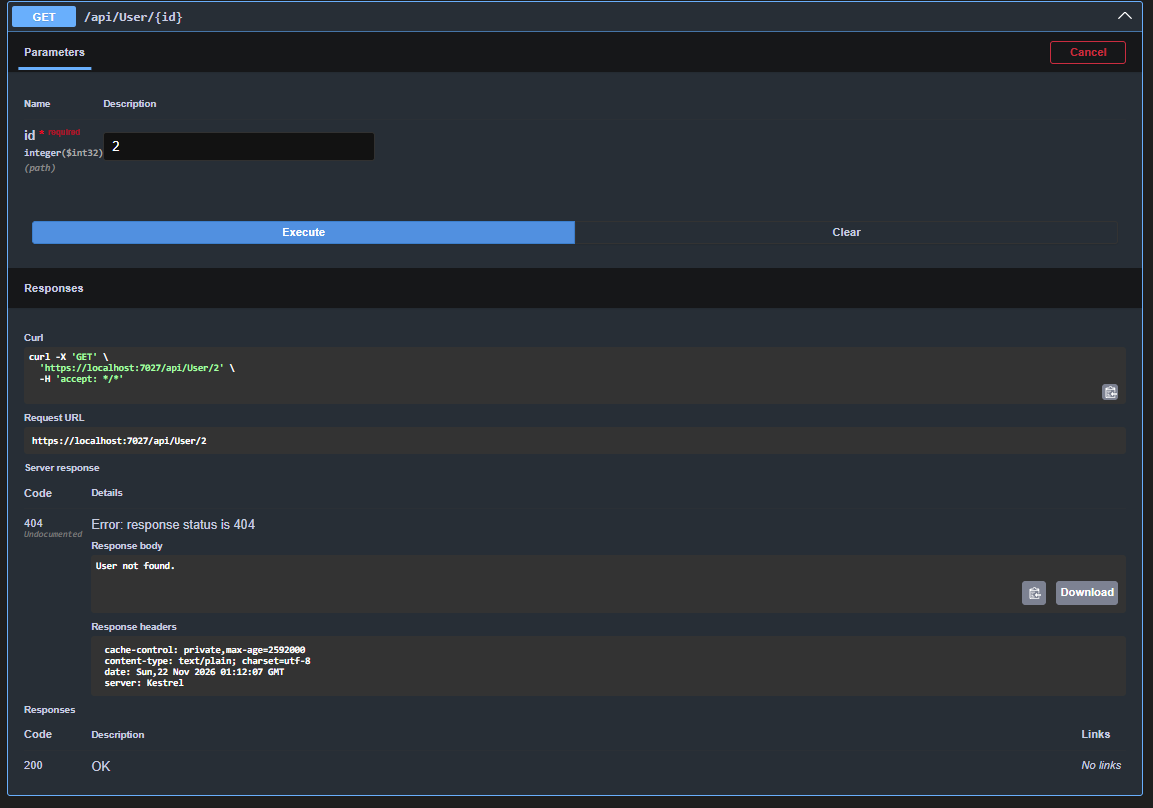 GET /api/User/{id}
Parameters
Cancel
Name Description
id * required
integer($int32)
(path)
2
Execute Clear
Responses
Curl
curl -X 'GET' \
'https://localhost:7027/api/User/2' \
-H 'accept: */*'
Request URL
https://localhost:7027/api/User/2
Server response
Code Details
404
Undocumented
Error: response status is 404
Response body
User not found.
Download
Response headers
cache-control: private,max-age=2592000
content-type: text/plain; charset=utf-8
date: Sun,22 Nov 2026 01:12:07 GMT
server: Kestrel
Responses
Code Description Links
200 OK No links